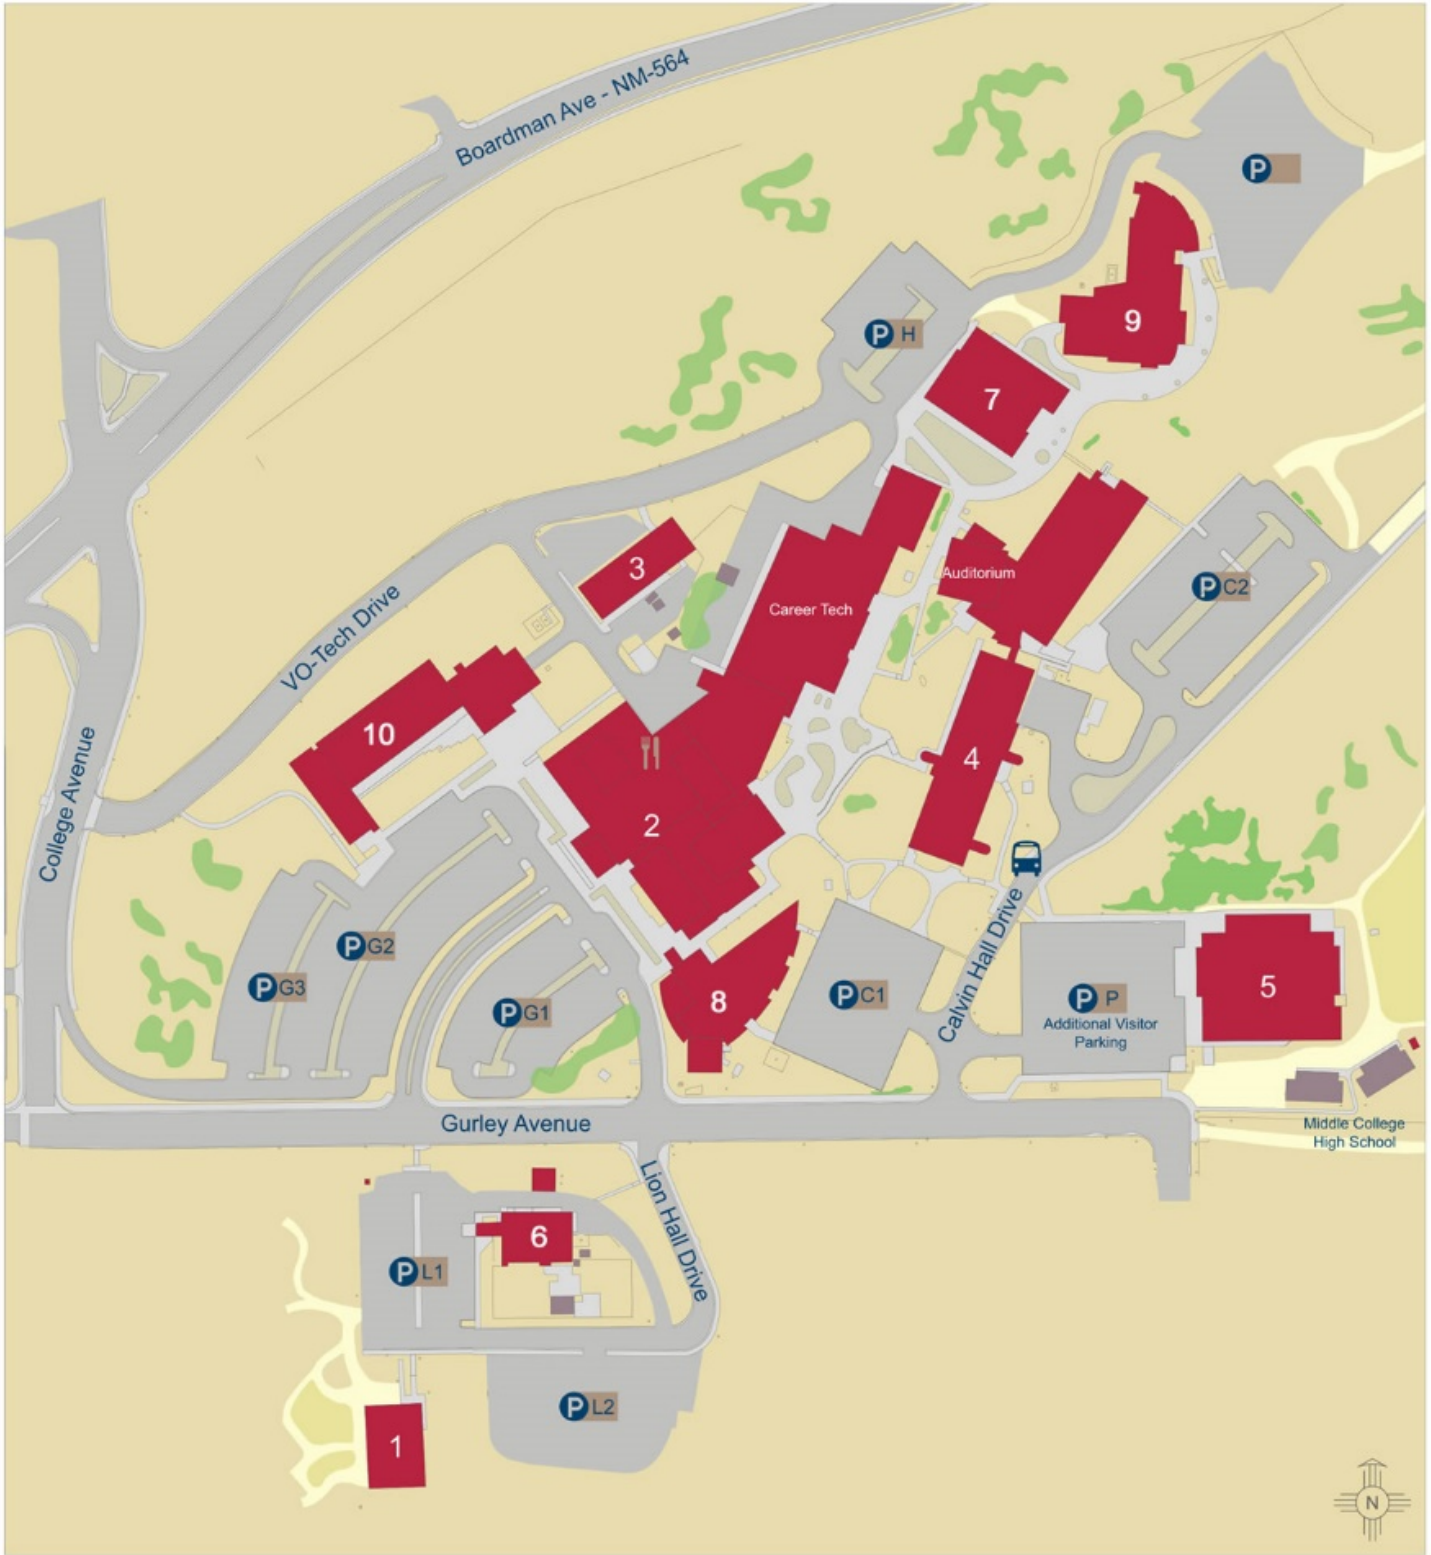 Boardman Ave - NM-564
P
9
P H
7
3
Auditorium
Career Tech
P C2
VO-Tech Drive
10
4
College Avenue
2
P G2
P G3
P G1
8
P C1
Calvin Hall Drive
P P
Additional Visitor
Parking
5
Gurley Avenue
Middle College
High School
Lion Hall Drive
6
P L1
P L2
1
N